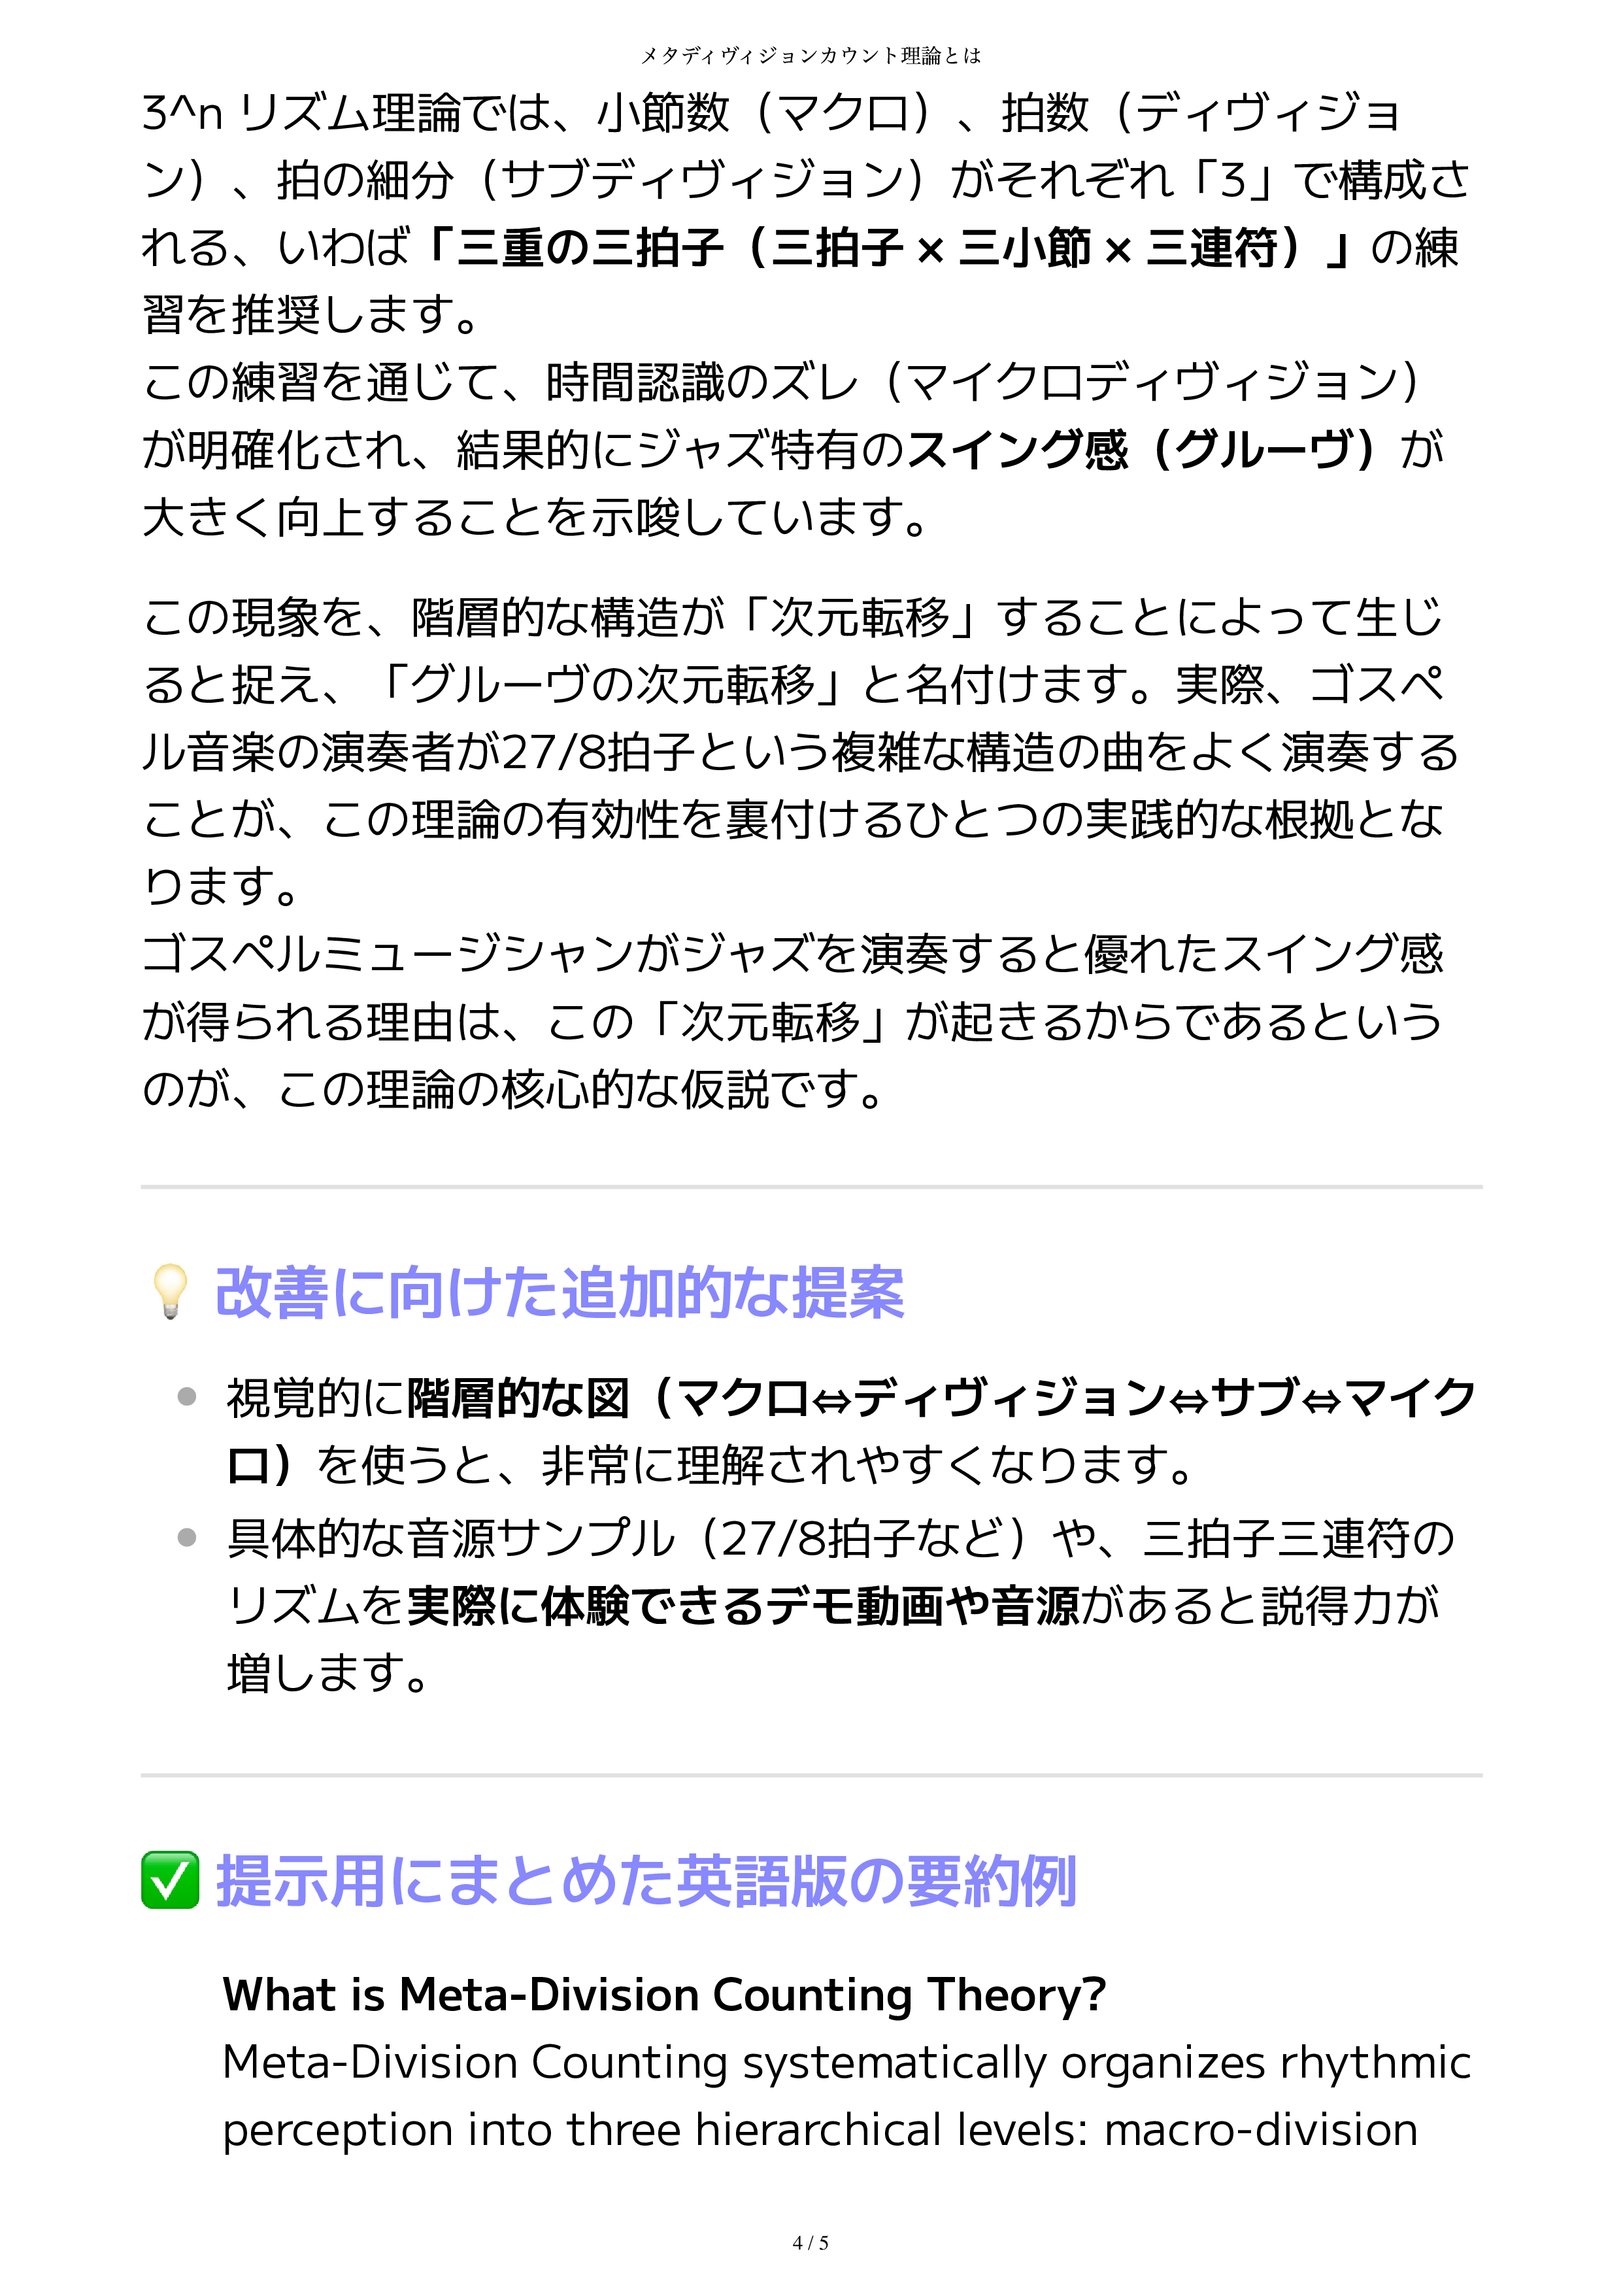 メタディヴィジョンカウント理論とは
3^n リズム理論では、小節数（マクロ）、拍数（ディヴィジョ
ン）、拍の細分（サブディヴィジョン）がそれぞれ「3」で構成さ
れる、いわば「三重の三拍子（三拍子 × 三小節 × 三連符）」の練
習を推奨します。
この練習を通じて、時間認識のズレ（マイクロディヴィジョン）
が明確化され、結果的にジャズ特有のスイング感（グルーヴ）が
大きく向上することを示唆しています。
この現象を、階層的な構造が「次元転移」することによって生じ
ると捉え、「グルーヴの次元転移」と名付けます。実際、ゴスペ
ル音楽の演奏者が27/8拍子という複雑な構造の曲をよく演奏する
ことが、この理論の有効性を裏付けるひとつの実践的な根拠とな
ります。
ゴスペルミュージシャンがジャズを演奏すると優れたスイング感
が得られる理由は、この「次元転移」が起きるからであるという
のが、この理論の核心的な仮説です。
💡 改善に向けた追加的な提案
● 視覚的に階層的な図（マクロ⇔ディヴィジョン⇔サブ⇔マイク
ロ）を使うと、非常に理解されやすくなります。
● 具体的な音源サンプル（27/8拍子など）や、三拍子三連符の
リズムを実際に体験できるデモ動画や音源があると説得力が
増します。
✅ 提示用にまとめた英語版の要約例
What is Meta-Division Counting Theory?
Meta-Division Counting systematically organizes rhythmic
perception into three hierarchical levels: macro-division
4 / 5